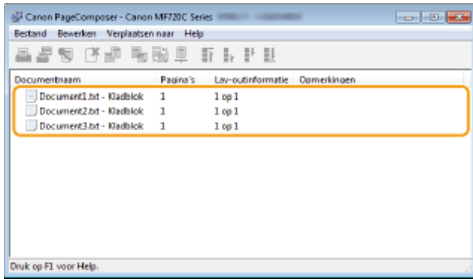 Canon PageComposer - Canon MF720C Series
Bestand Bewerken Verplaatsen naar Help
Documentnaam Pagina's Lay-outinformatie Opmerkingen
Document1.txt - Kladblok 1 1 op 1
Document2.txt - Kladblok 1 1 op 1
Document3.txt - Kladblok 1 1 op 1
Druk op F1 voor Help.